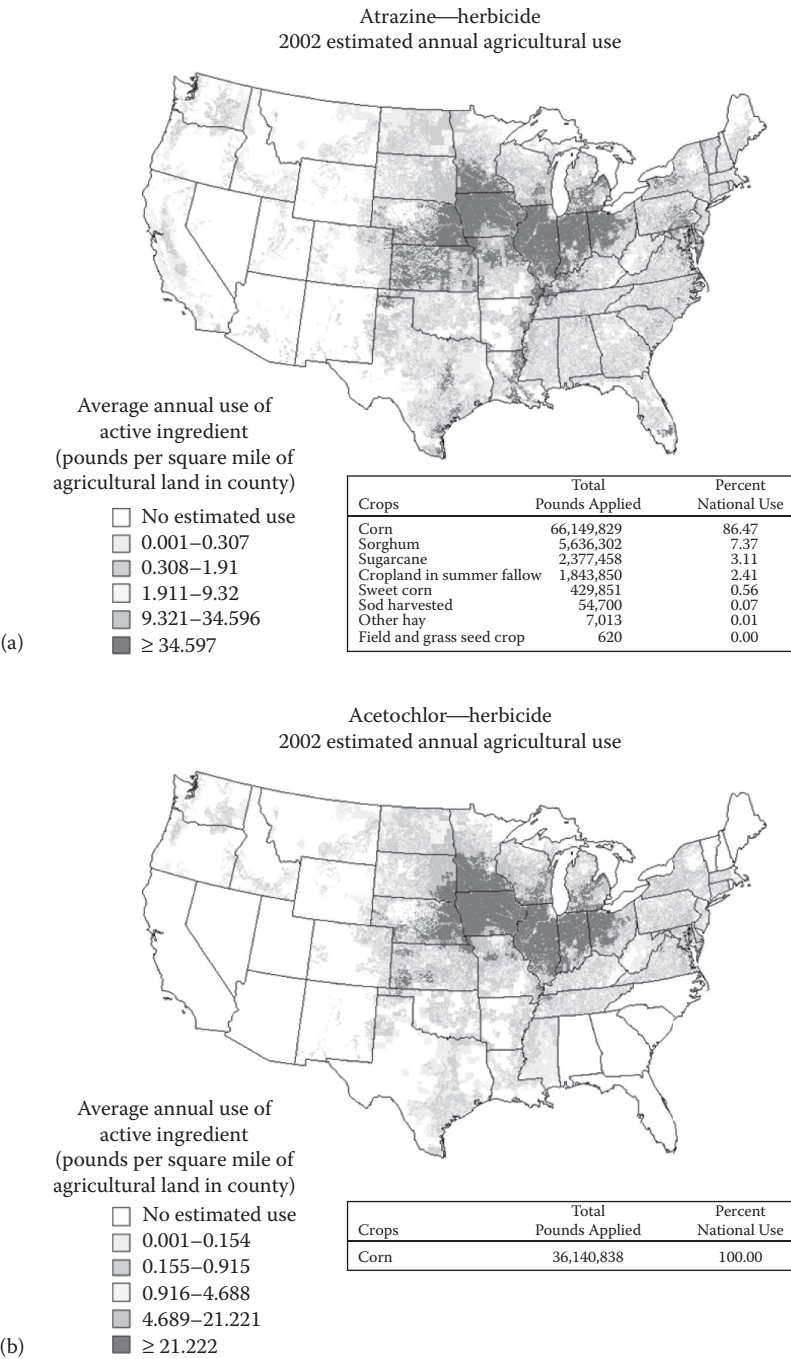 Atrazine—herbicide
2002 estimated annual agricultural use
Average annual use of
active ingredient
(pounds per square mile of
agricultural land in county)
No estimated use
0.001–0.307
0.308–1.91
1.911–9.32
9.321–34.596
≥ 34.597
Total Percent
Crops Pounds Applied National Use
Corn 66,149,829 86.47
Sorghum 5,636,302 7.37
Sugarcane 2,377,458 3.11
Cropland in summer fallow 1,843,850 2.41
Sweet corn 429,851 0.56
Sod harvested 54,700 0.07
Other hay 7,013 0.01
Field and grass seed crop 620 0.00
(a)
Acetochlor—herbicide
2002 estimated annual agricultural use
Average annual use of
active ingredient
(pounds per square mile of
agricultural land in county)
No estimated use
0.001–0.154
0.155–0.915
0.916–4.688
4.689–21.221
≥ 21.222
Total Percent
Crops Pounds Applied National Use
Corn 36,140,838 100.00
(b)